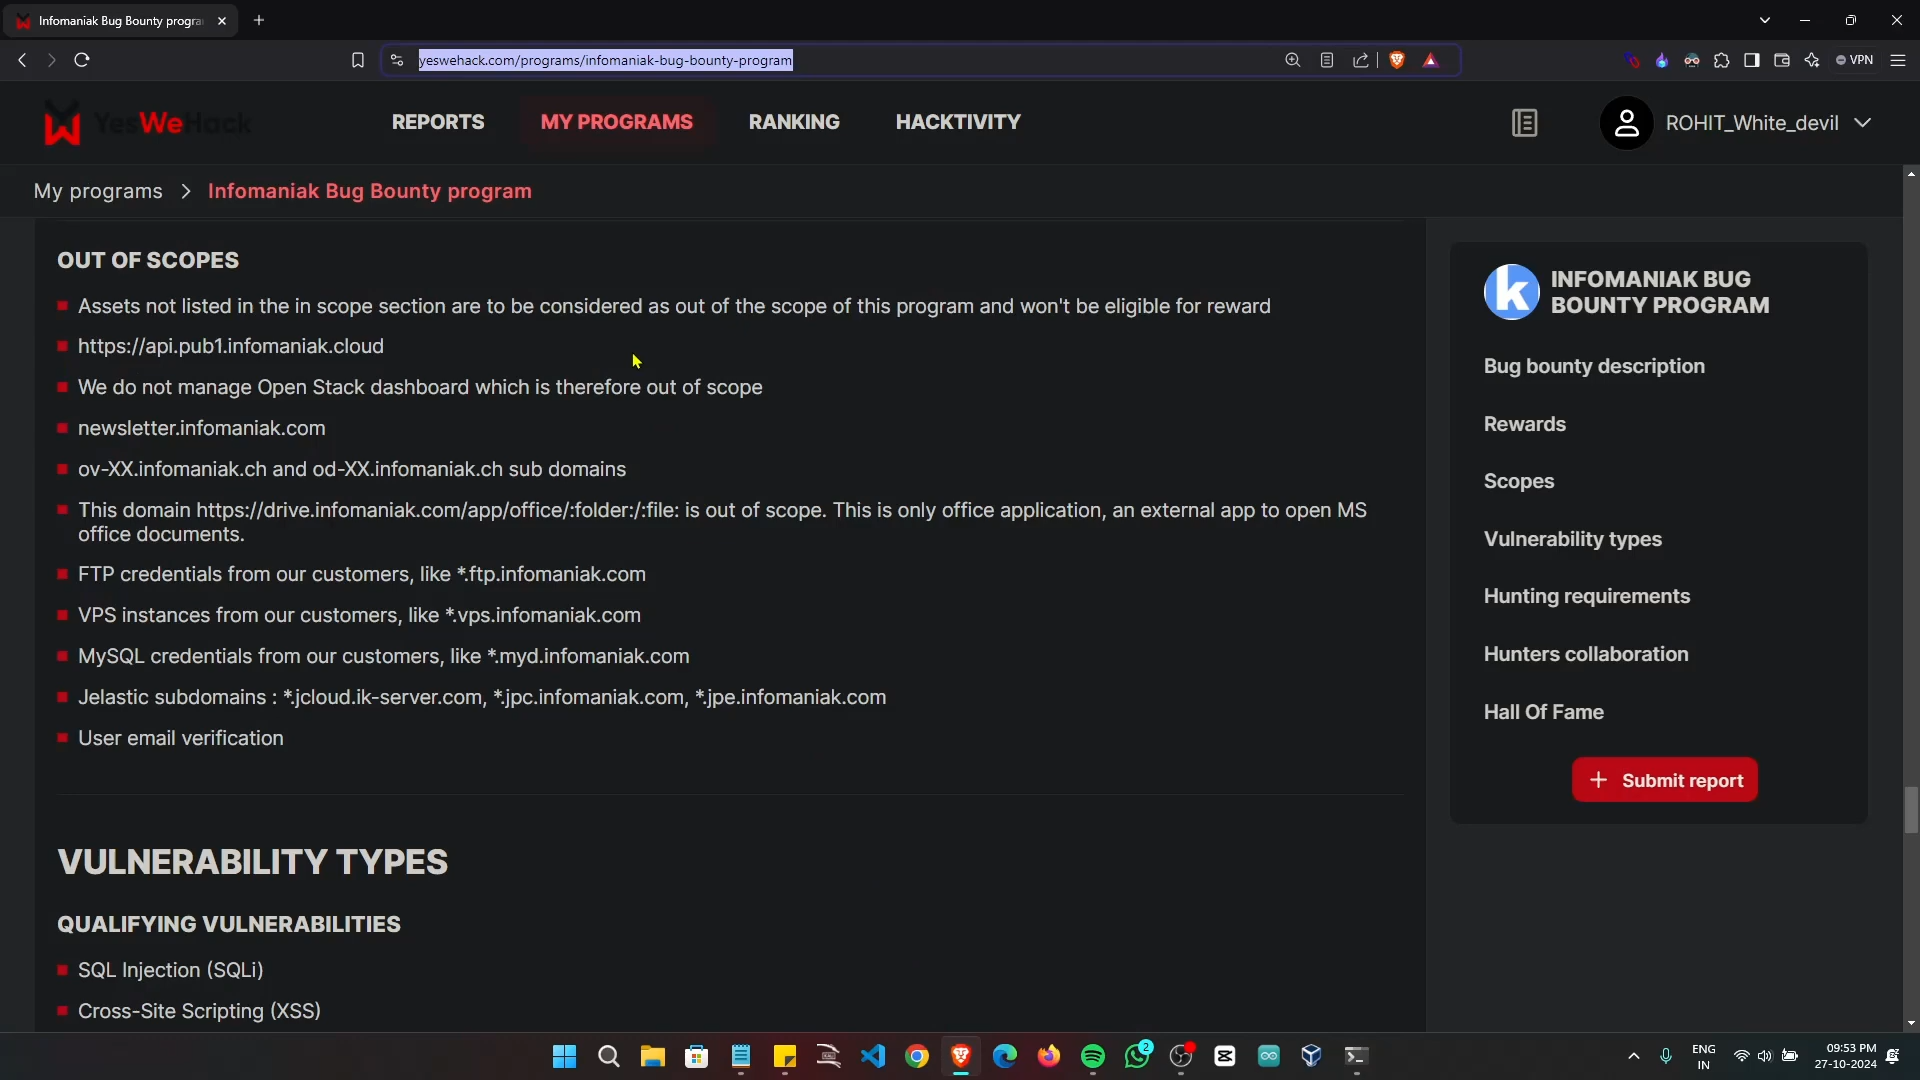 Infomaniak Bug Bounty progra
yeswehack.com/programs/infomaniak-bug-bounty-program
VPN
YesWeHack
REPORTS
MY PROGRAMS
RANKING
HACKTIVITY
ROHIT_White_devil
My programs > Infomaniak Bug Bounty program
OUT OF SCOPES
Assets not listed in the in scope section are to be considered as out of the scope of this program and won't be eligible for reward
https://api.pub1.infomaniak.cloud
We do not manage Open Stack dashboard which is therefore out of scope
newsletter.infomaniak.com
ov-XX.infomaniak.ch and od-XX.infomaniak.ch sub domains
This domain https://drive.infomaniak.com/app/office/:folder:/:file: is out of scope. This is only office application, an external app to open MS
office documents.
FTP credentials from our customers, like *.ftp.infomaniak.com
VPS instances from our customers, like *.vps.infomaniak.com
MySQL credentials from our customers, like *.myd.infomaniak.com
Jelastic subdomains : *.jcloud.ik-server.com, *.jpc.infomaniak.com, *.jpe.infomaniak.com
User email verification
VULNERABILITY TYPES
QUALIFYING VULNERABILITIES
SQL Injection (SQLi)
Cross-Site Scripting (XSS)
k
INFOMANIAK BUG
BOUNTY PROGRAM
Bug bounty description
Rewards
Scopes
Vulnerability types
Hunting requirements
Hunters collaboration
Hall Of Fame
+ Submit report
2
ENG
IN
09:53 PM
27-10-2024